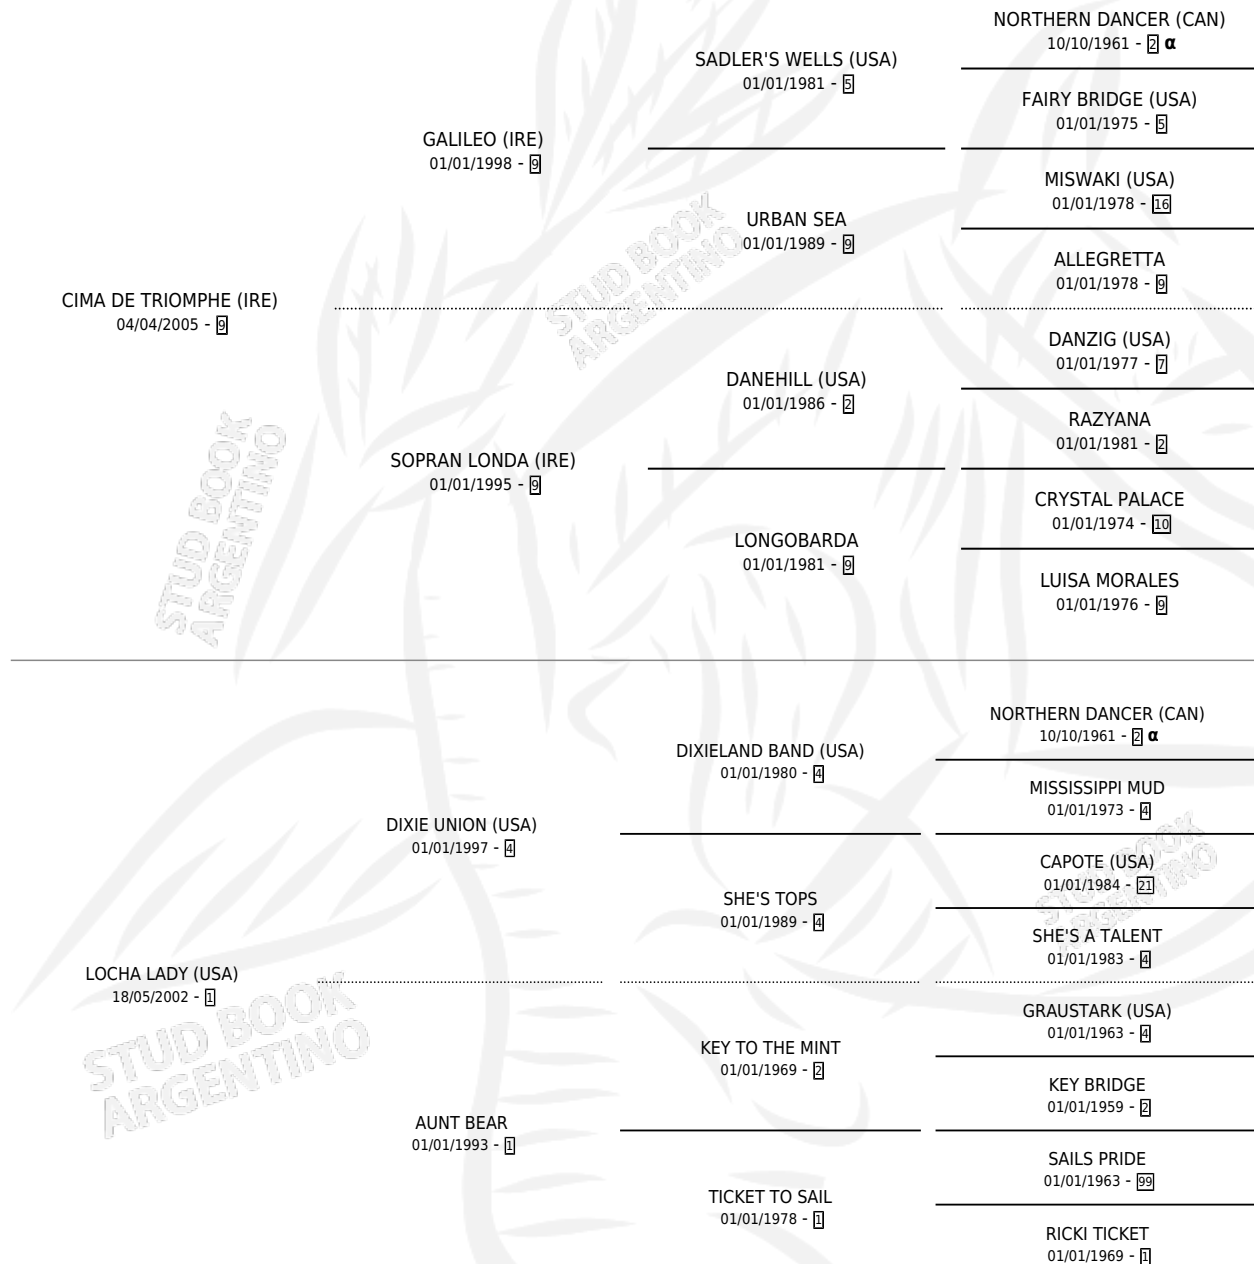 NORTHERN DANCER (CAN)
10/10/1961 - 2 α
SADLER'S WELLS (USA)
01/01/1981 - 5
FAIRY BRIDGE (USA)
01/01/1975 - 5
GALILEO (IRE)
01/01/1998 - 9
MISWAKI (USA)
01/01/1978 - 16
URBAN SEA
01/01/1989 - 9
ALLEGRETTA
01/01/1978 - 9
STUD BOOK
ARGENTINO
CIMA DE TRIOMPHE (IRE)
04/04/2005 - 9
DANZIG (USA)
01/01/1977 - 7
DANEHILL (USA)
01/01/1986 - 2
RAZYANA
01/01/1981 - 2
SOPRAN LONDA (IRE)
01/01/1995 - 9
CRYSTAL PALACE
01/01/1974 - 10
LONGOBARDA
01/01/1981 - 9
LUISA MORALES
01/01/1976 - 9
STUD BOOK
ARGENTINO
NORTHERN DANCER (CAN)
10/10/1961 - 2 α
DIXIELAND BAND (USA)
01/01/1980 - 4
MISSISSIPPI MUD
01/01/1973 - 4
DIXIE UNION (USA)
01/01/1997 - 4
CAPOTE (USA)
01/01/1984 - 21
STUD BOOK
ARGENTINO
SHE'S TOPS
01/01/1989 - 4
SHE'S A TALENT
01/01/1983 - 4
LOCHA LADY (USA)
18/05/2002 - 1
STUD BOOK
ARGENTINO
GRAUSTARK (USA)
01/01/1963 - 4
KEY TO THE MINT
01/01/1969 - 2
KEY BRIDGE
01/01/1959 - 2
AUNT BEAR
01/01/1993 - 1
SAILS PRIDE
01/01/1963 - 99
TICKET TO SAIL
01/01/1978 - 1
RICKI TICKET
01/01/1969 - 1